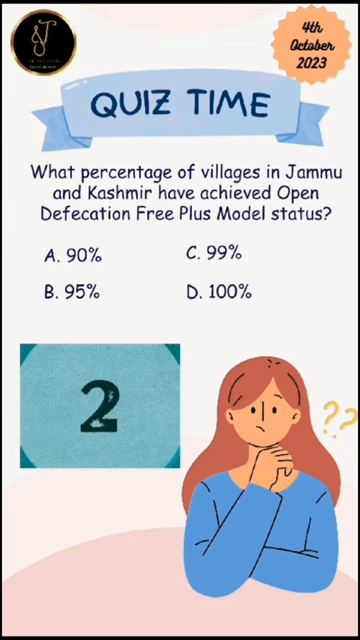 4th
October
2023
QUIZ TIME
What percentage of villages in Jammu
and Kashmir have achieved Open
Defecation Free Plus Model status?
A. 90%
C. 99%
B. 95%
D. 100%
2
??